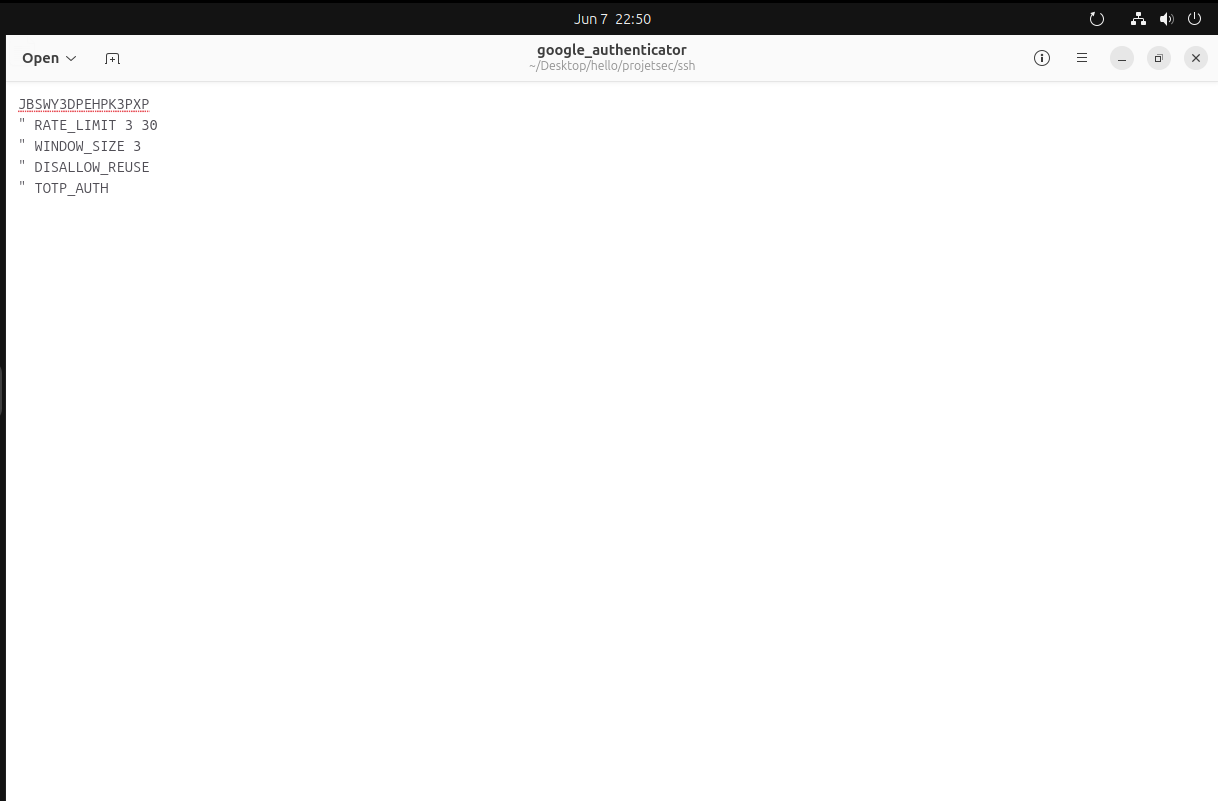 Jun 7 22:50
Open
google_authenticator
~/Desktop/hello/projetsec/ssh
JBSWY3DPEHPK3PXP
" RATE_LIMIT 3 30
" WINDOW_SIZE 3
" DISALLOW_REUSE
" TOTP_AUTH